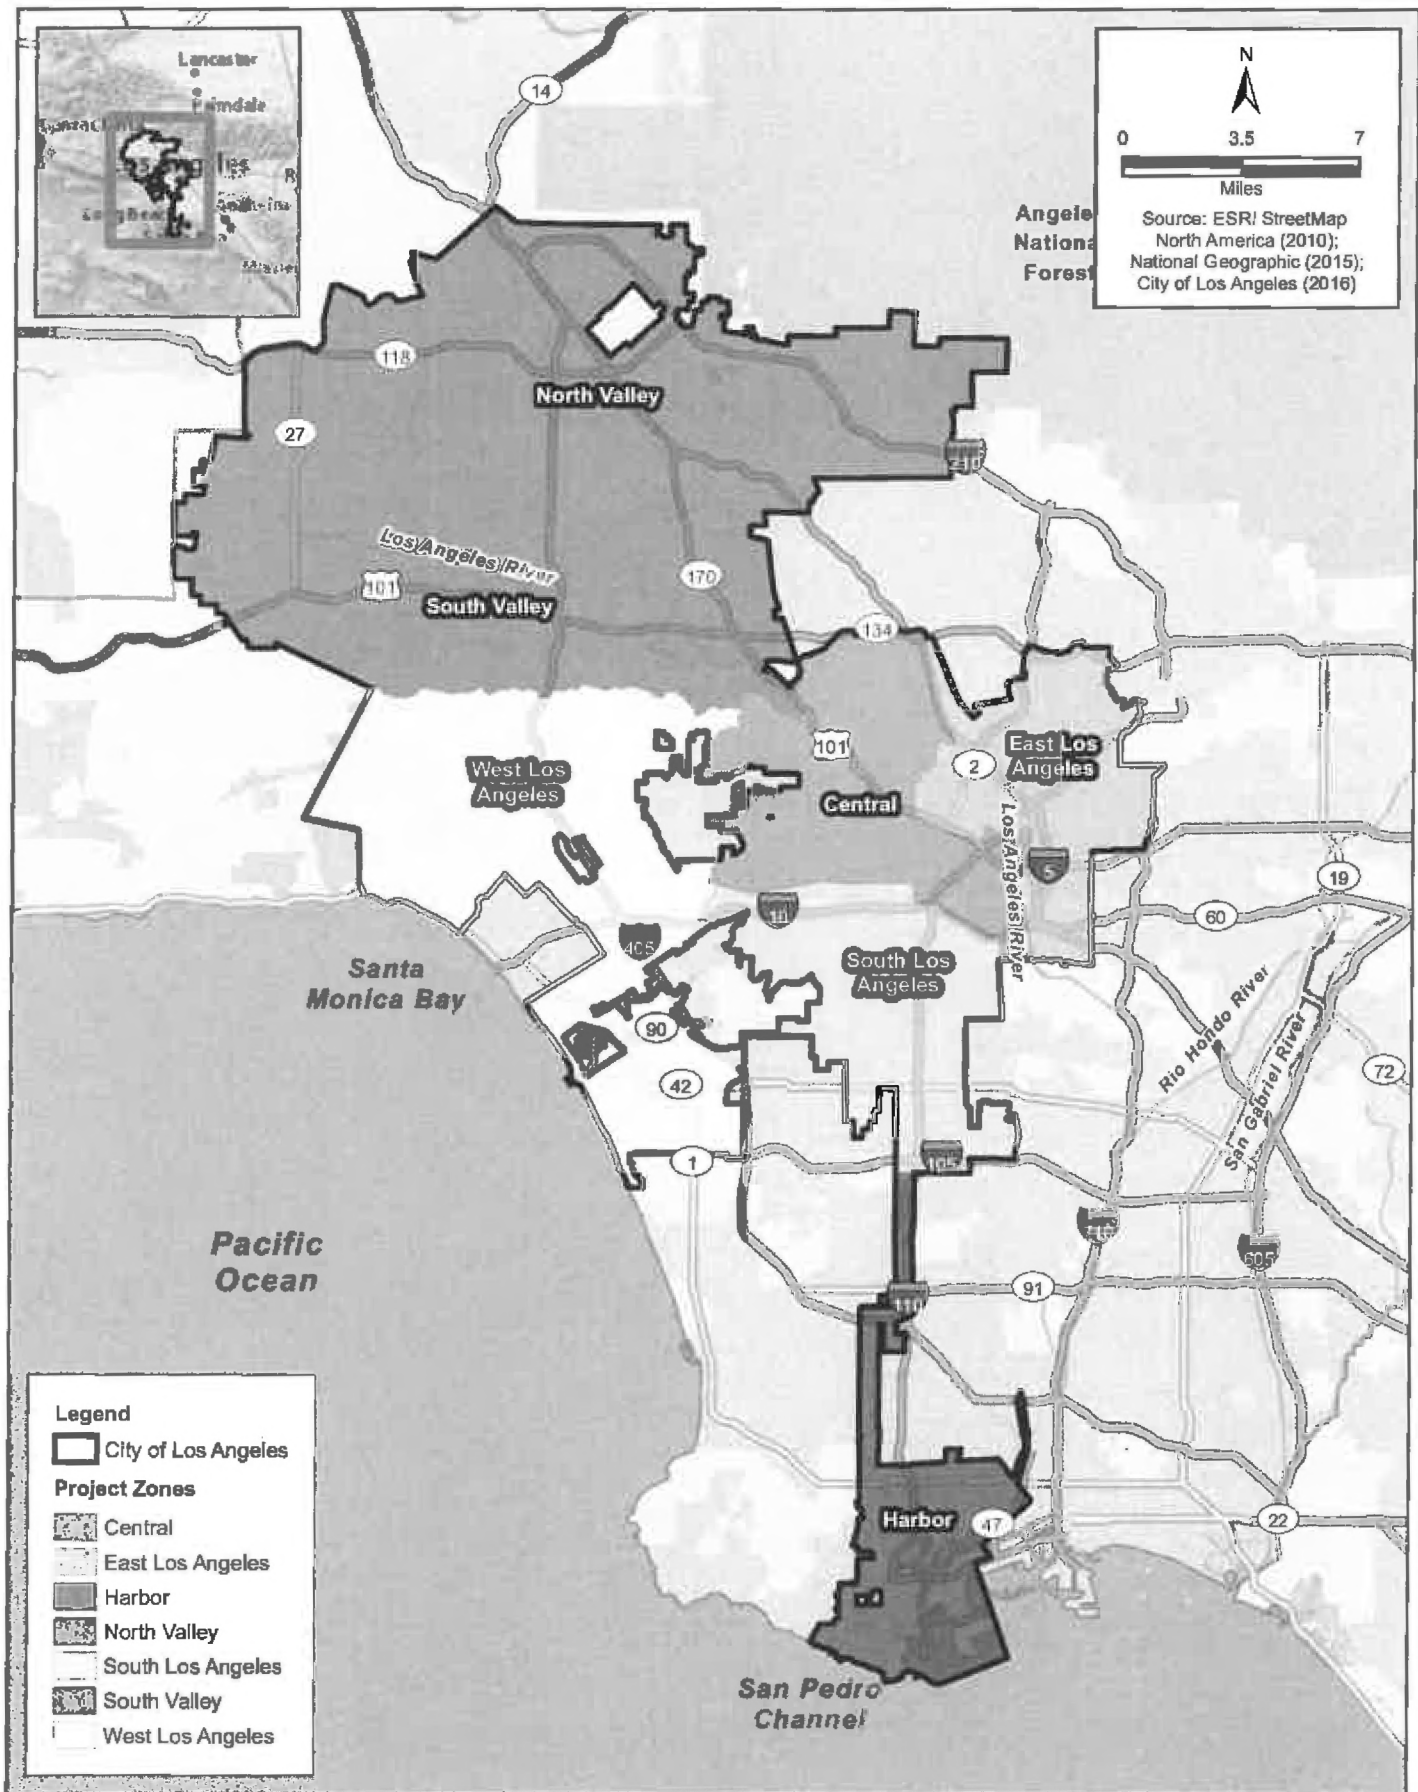 Lancaster
Palmdale
N
0 3.5 7
Miles
Source: ESRI StreetMap
North America (2010);
National Geographic (2015);
City of Los Angeles (2016)
14
Angele
Nationa
Forest
118
North Valley
27
Los Angeles River
101
170
South Valley
134
West Los
Angeles
101
2
East Los
Angeles
Central
Los Angeles River
5
19
10
60
405
South Los
Angeles
Santa
Monica Bay
Rio Hondo River
San Gabriel River
90
42
72
1
105
Pacific
Ocean
605
91
Legend
City of Los Angeles
Project Zones
Central
East Los Angeles
Harbor
North Valley
South Los Angeles
South Valley
West Los Angeles
Harbor
47
22
San Pedro
Channel